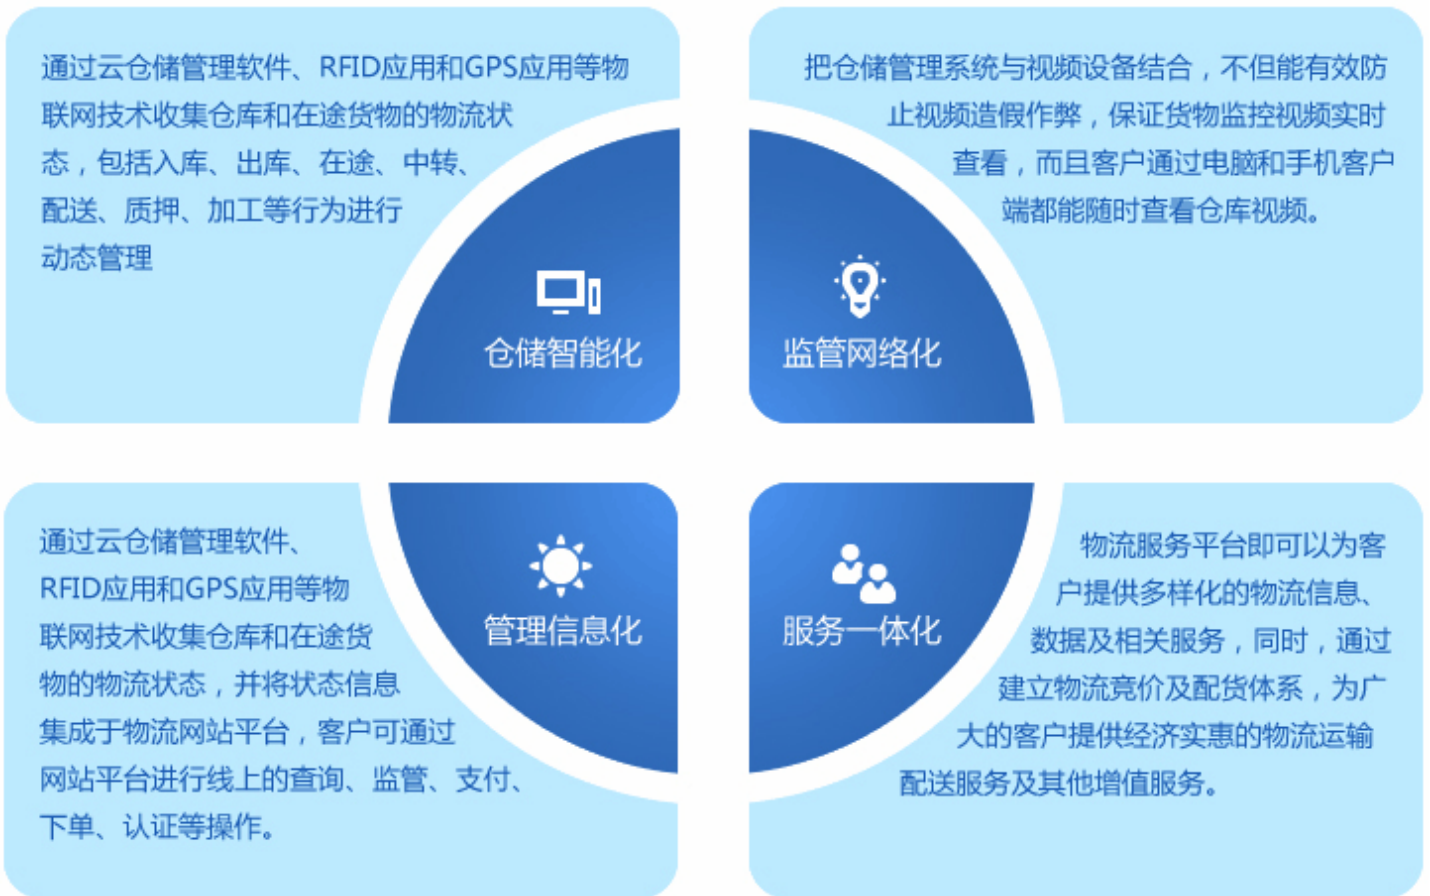 通过云仓储管理软件、RFID应用和GPS应用等物
联网技术收集仓库和在途货物的物流状
态，包括入库、出库、在途、中转、
配送、质押、加工等行为进行
动态管理
仓储智能化
把仓储管理系统与视频设备结合，不但能有效防
止视频造假作弊，保证货物监控视频实时
查看，而且客户通过电脑和手机客户
端都能随时查看仓库视频。
监管网络化
通过云仓储管理软件、
RFID应用和GPS应用等物
联网技术收集仓库和在途货
物的物流状态，并将状态信息
集成于物流网站平台，客户可通过
网站平台进行线上的查询、监管、支付、
下单、认证等操作。
管理信息化
物流服务平台即可以为客
户提供多样化的物流信息、
数据及相关服务，同时，通过
建立物流竞价及配货体系，为广
大的客户提供经济实惠的物流运输
配送服务及其他增值服务。
服务一体化